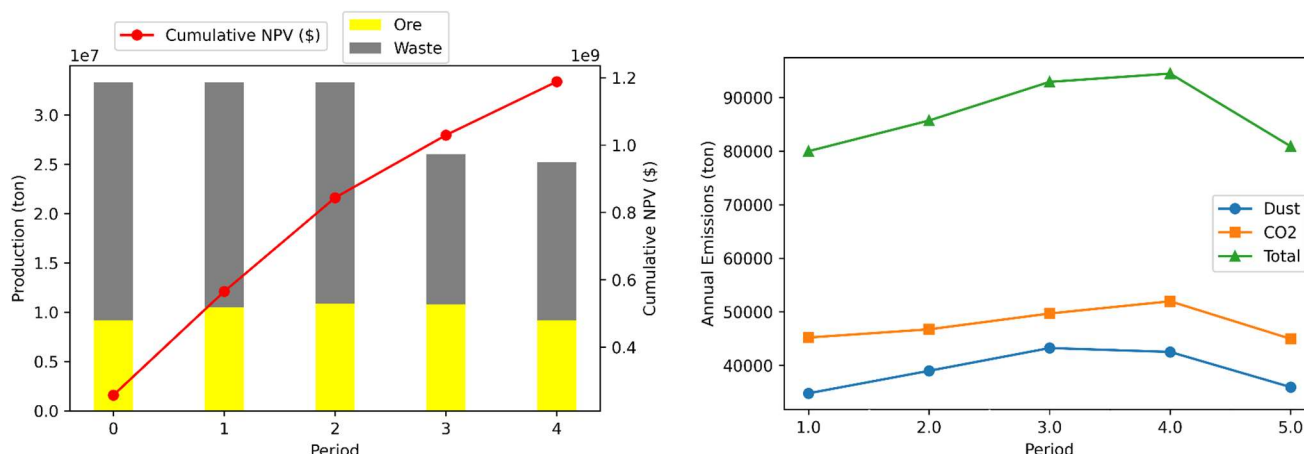 Cumulative NPV ($)
Ore
Waste
1e7
1e9
3.0
2.5
2.0
1.5
1.0
0.5
0.0
Production (ton)
1.2
1.0
0.8
0.6
0.4
Cumulative NPV ($)
0 1 2 3 4
Period
90000
80000
70000
60000
50000
40000
Annual Emissions (ton)
Dust
CO2
Total
1.0 2.0 3.0 4.0 5.0
Period